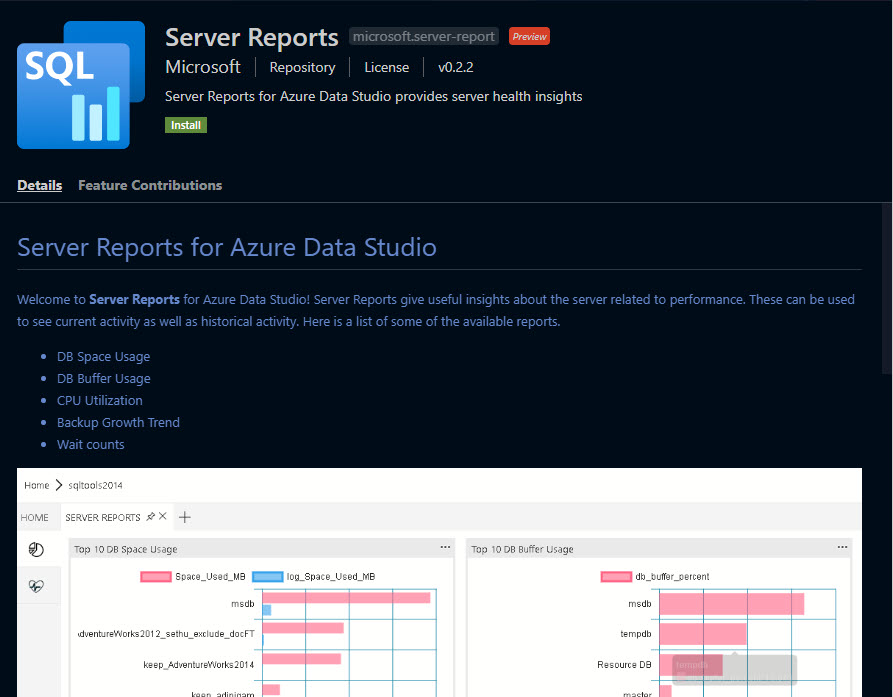 SQL
Server Reports microsoft.server-report Preview
Microsoft Repository License v0.2.2
Server Reports for Azure Data Studio provides server health insights
Install
Details Feature Contributions
Server Reports for Azure Data Studio
Welcome to Server Reports for Azure Data Studio! Server Reports give useful insights about the server related to performance. These can be used
to see current activity as well as historical activity. Here is a list of some of the available reports.
DB Space Usage
DB Buffer Usage
CPU Utilization
Backup Growth Trend
Wait counts
Home sqltools2014
HOME SERVER REPORTS
Top 10 DB Space Usage
Space_Used_MB log_Space_Used_MB
msdb
AdventureWorks2012_sethu_exclude_docFT
keep_AdventureWorks2014
keep_adinigam
Top 10 DB Buffer Usage
db_buffer_percent
msdb
tempdb
Resource DB
tempdb
master